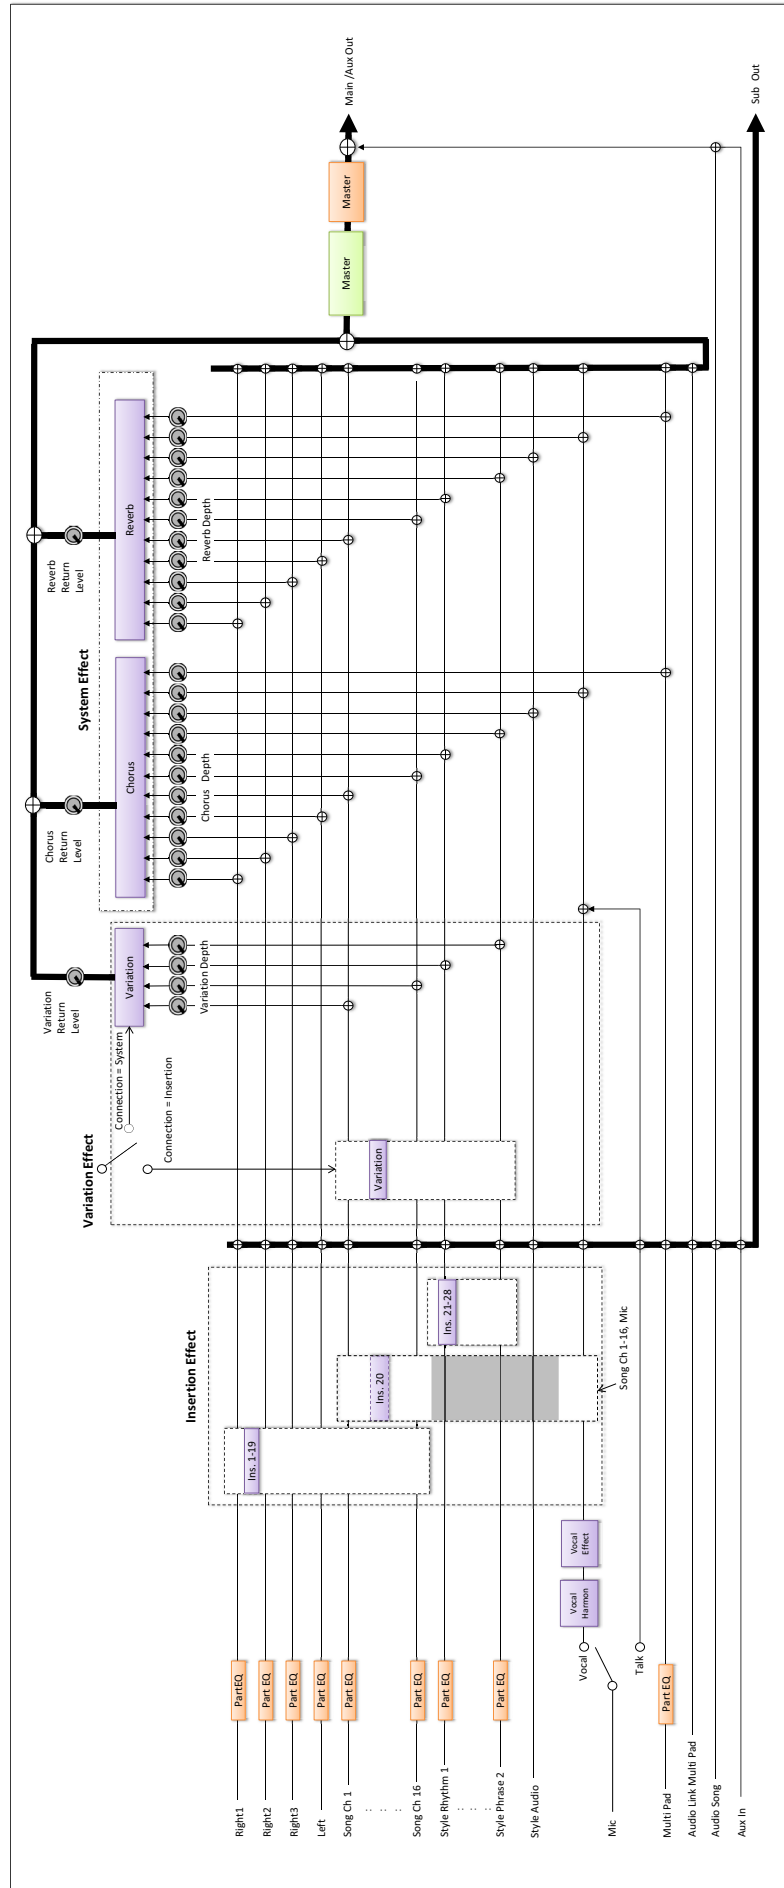 Right1
Right2
Right3
Left
Song Ch 1
: : :
Song Ch 16
Style Rhythm 1
: : :
Style Phrase 2
Style Audio
Mic
Multi Pad
Audio Link Multi Pad
Audio Song
Aux In
PartEQ
Part EQ
Part EQ
Part EQ
Part EQ
Part EQ
Part EQ
Part EQ
Part EQ
Vocal
Talk
Vocal
Harmon
Vocal
Effect
Insertion Effect
Ins. 1-19
Ins. 20
Ins. 21-28
Song Ch 1-16, Mic
Variation Effect
Connection = System
Connection = Insertion
Variation
Variation
Variation Depth
Variation
Return
Level
System Effect
Chorus
Return
Level
Chorus
Chorus Depth
Reverb
Return
Level
Reverb
Reverb Depth
Master
Master
Main /Aux Out
Sub Out